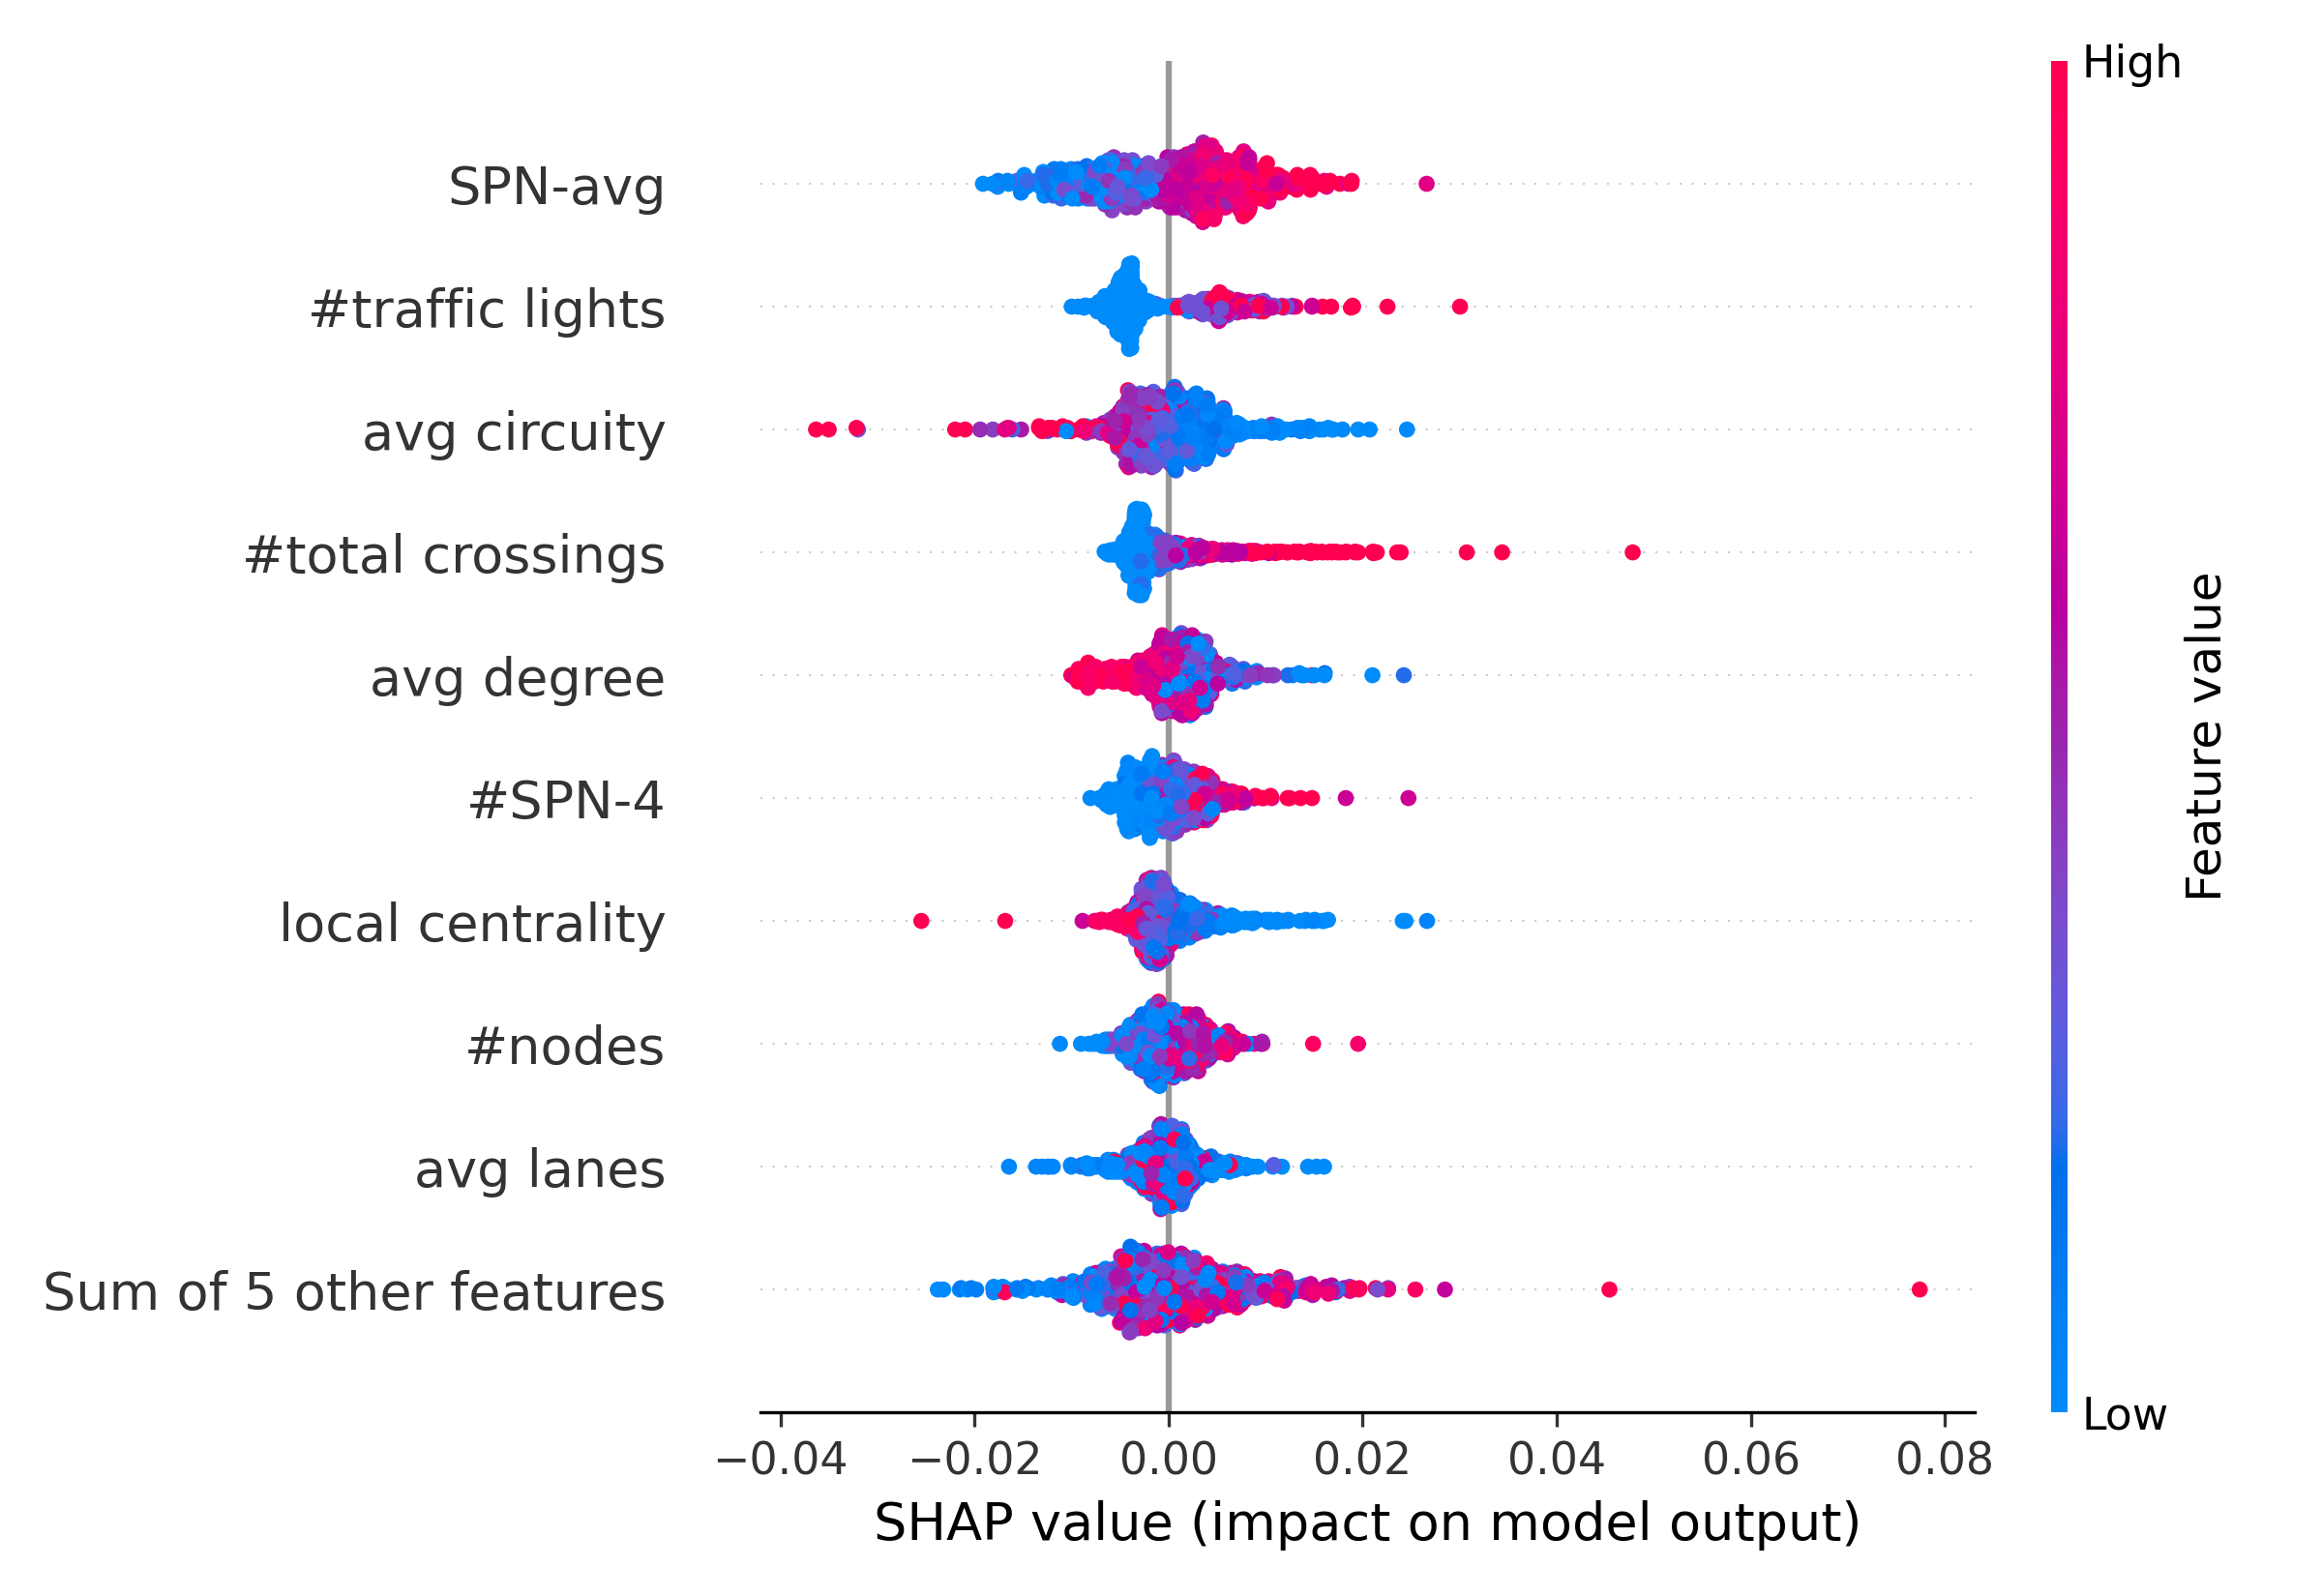 High
SPN-avg
#traffic lights
avg circuity
#total crossings
avg degree
#SPN-4
local centrality
#nodes
avg lanes
Sum of 5 other features
Feature value
Low
−0.04 −0.02 0.00 0.02 0.04 0.06 0.08
SHAP value (impact on model output)